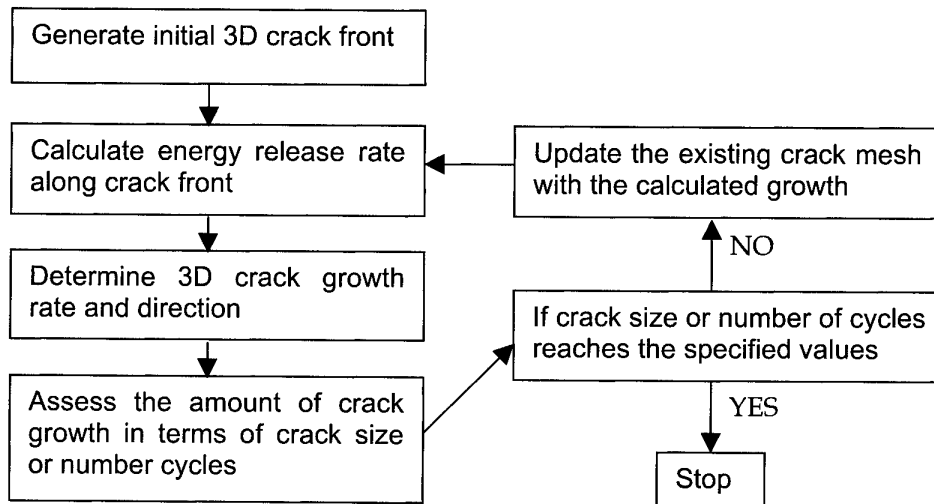 Generate initial 3D crack front
Calculate energy release rate
along crack front
Determine 3D crack growth
rate and direction
Assess the amount of crack
growth in terms of crack size
or number cycles
If crack size or number of cycles
reaches the specified values
NO
Update the existing crack mesh
with the calculated growth
YES
Stop